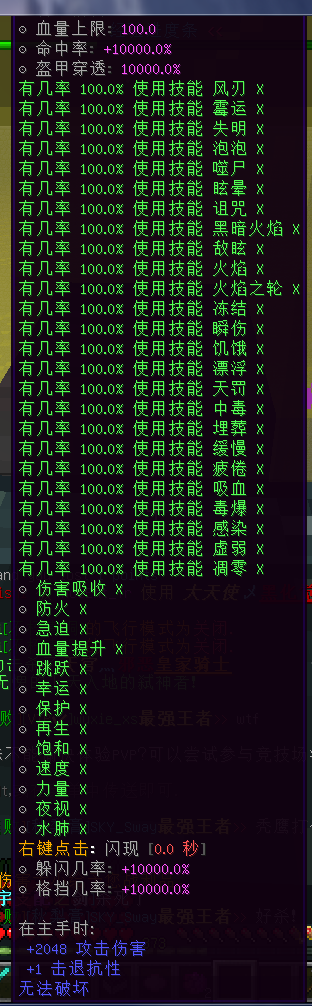 ○ 血量上限: 100.0
○ 命中率: +10000.0%
○ 盔甲穿透: 10000.0%
有几率 100.0% 使用技能 风刃 X
有几率 100.0% 使用技能 霉运 X
有几率 100.0% 使用技能 失明 X
有几率 100.0% 使用技能 泡泡 X
有几率 100.0% 使用技能 噬尸 X
有几率 100.0% 使用技能 眩晕 X
有几率 100.0% 使用技能 诅咒 X
有几率 100.0% 使用技能 黑暗火焰 X
有几率 100.0% 使用技能 敌眩 X
有几率 100.0% 使用技能 火焰 X
有几率 100.0% 使用技能 火焰之轮 X
有几率 100.0% 使用技能 冻结 X
有几率 100.0% 使用技能 瞬伤 X
有几率 100.0% 使用技能 饥饿 X
有几率 100.0% 使用技能 漂浮 X
有几率 100.0% 使用技能 天罚 X
有几率 100.0% 使用技能 中毒 X
有几率 100.0% 使用技能 埋葬 X
有几率 100.0% 使用技能 缓慢 X
有几率 100.0% 使用技能 疲倦 X
有几率 100.0% 使用技能 吸血 X
有几率 100.0% 使用技能 毒爆 X
有几率 100.0% 使用技能 感染 X
有几率 100.0% 使用技能 虚弱 X
有几率 100.0% 使用技能 凋零 X
○ 伤害吸收 X
○ 防火 X
○ 急迫 X
○ 血量提升 X
○ 跳跃 X
○ 幸运 X
○ 保护 X
○ 再生 X
○ 饱和 X
○ 速度 X
○ 力量 X
○ 夜视 X
○ 水肺 X
右键点击: 闪现 [0.0 秒]
○ 躲闪几率: +10000.0%
○ 格挡几率: +10000.0%
在主手时:
+2048 攻击伤害
+1 击退抗性
无法破坏